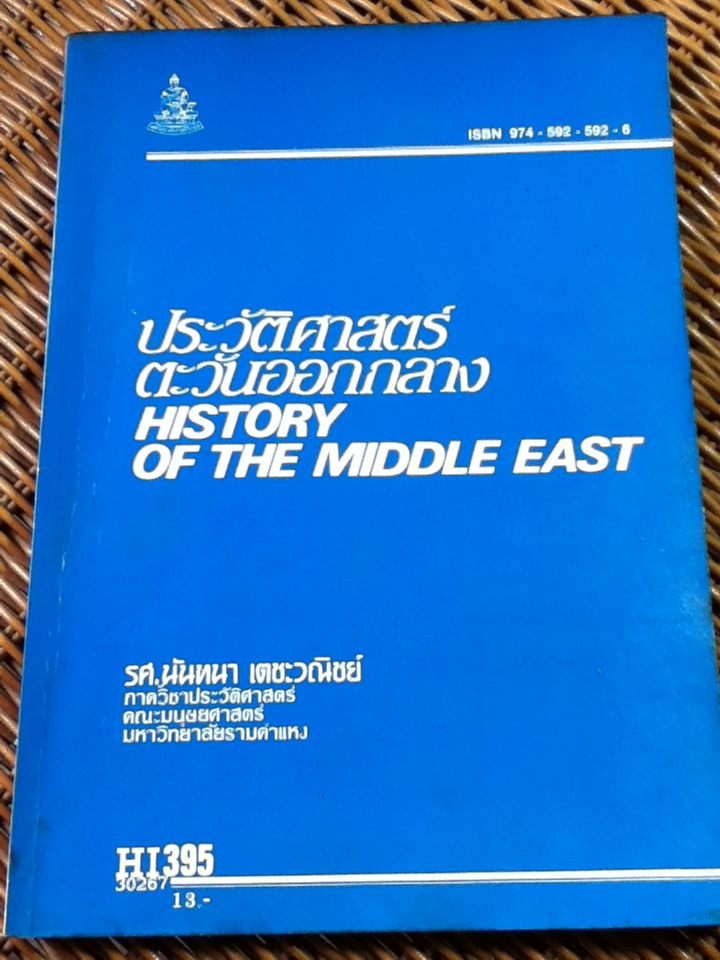 ISBN 974-592-592-6
ประวัติศาสตร์
ตะวันออกกลาง
HISTORY
OF THE MIDDLE EAST
รศ.นันทนา เตชะวณิชย์
ภาควิชาประวัติศาสตร์
คณะมนุษยศาสตร์
มหาวิทยาลัยรามคำแหง
HI395
30267
13.-